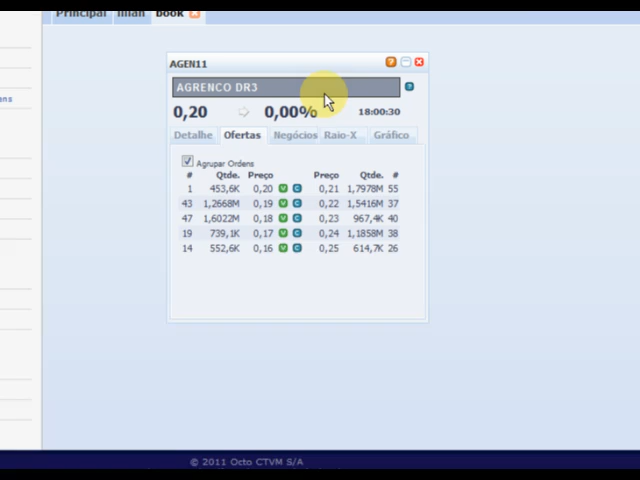 Principal man book
ens
AGEN11
AGRENCO DR3
0,20 0,00% 18:00:30
Detalhe Ofertas Negócios Raio-X Gráfico
Agrupar Ordens
# Qtde. Preço Preço Qtde. #
1 453,6K 0,20 V C 0,21 1,7978M 55
43 1,2668M 0,19 V C 0,22 1,5416M 37
47 1,6022M 0,18 V C 0,23 967,4K 40
19 739,1K 0,17 V C 0,24 1,1858M 38
14 552,6K 0,16 V C 0,25 614,7K 26
© 2011 Octo CTVM S/A